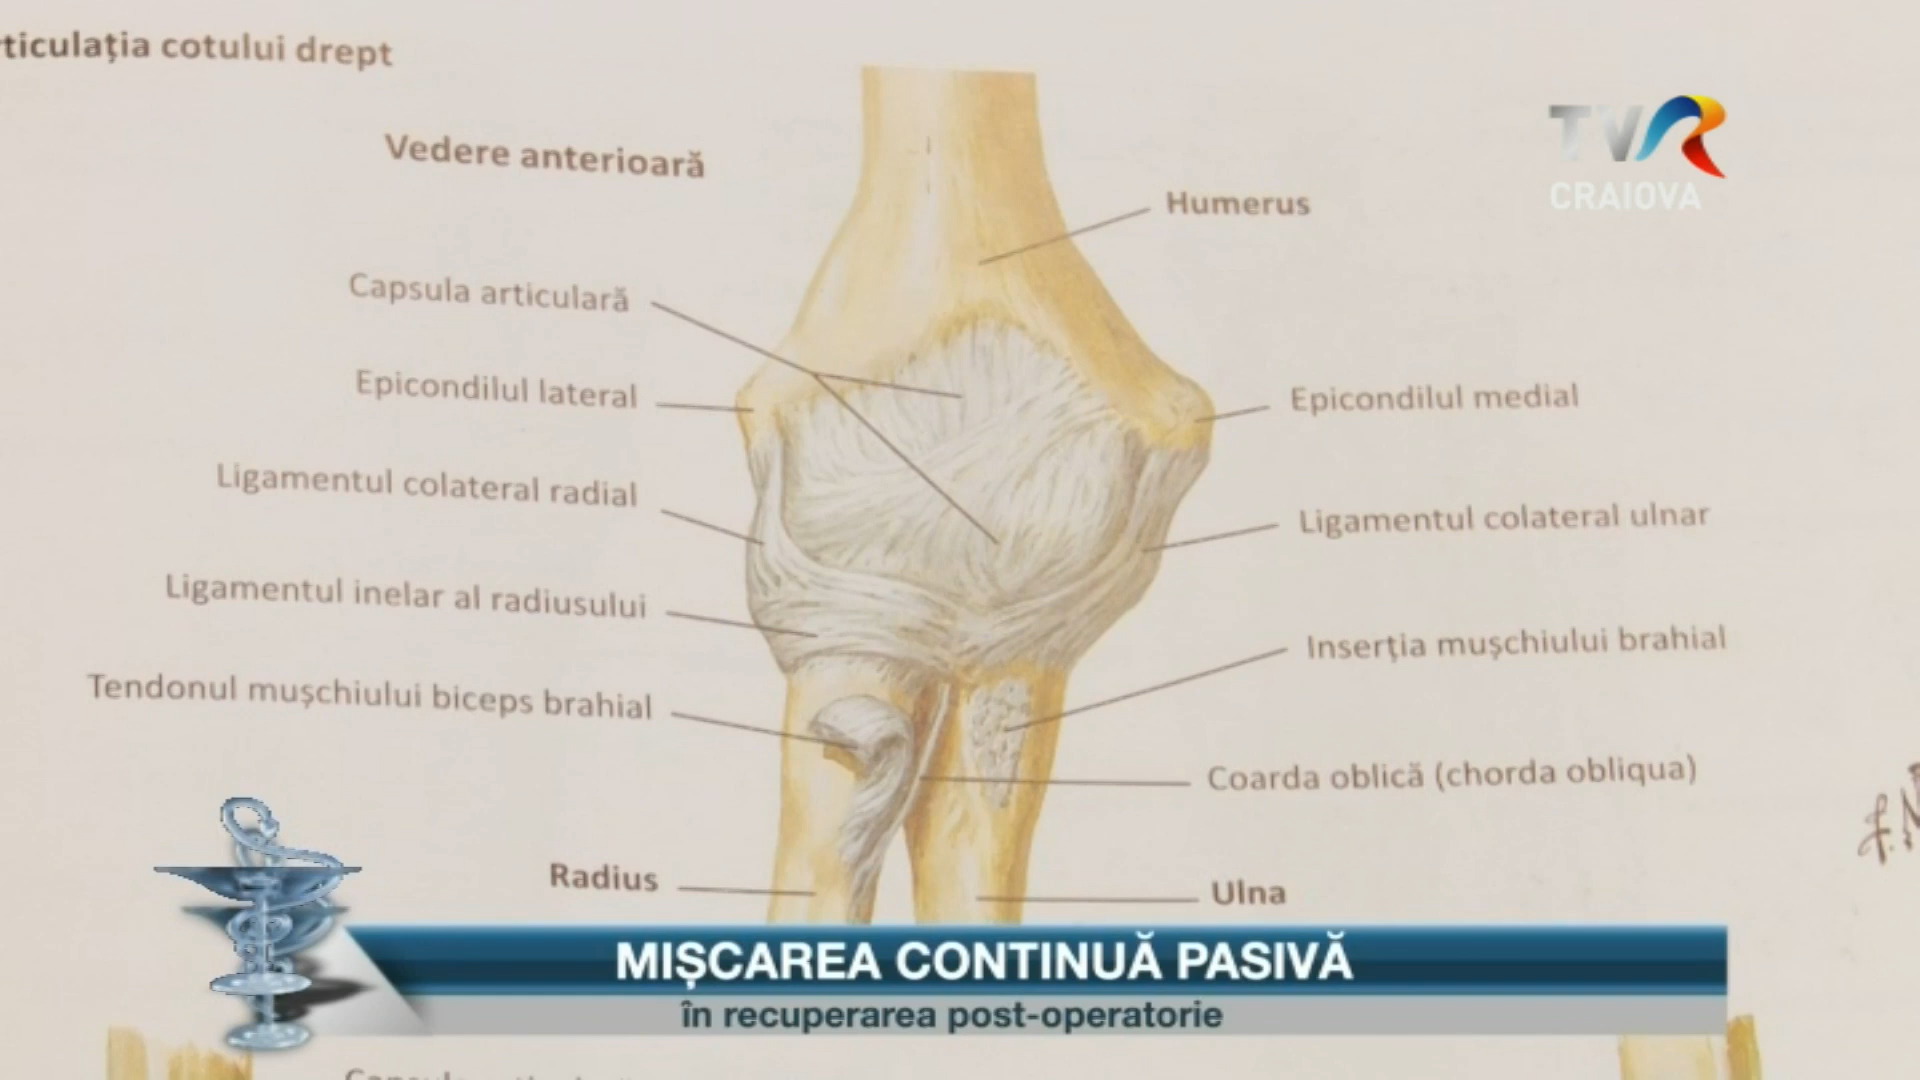 ticulația cotului drept
Vedere anterioară
TVR
CRAIOVA
Humerus
Capsula articulară
Epicondilul lateral
Epicondilul medial
Ligamentul colateral radial
Ligamentul colateral ulnar
Ligamentul inelar al radiusului
Inserția mușchiului brahial
Tendonul mușchiului biceps brahial
Coarda oblică (chorda obliqua)
Radius
Ulna
MIȘCAREA CONTINUĂ PASIVĂ
în recuperarea post-operatorie